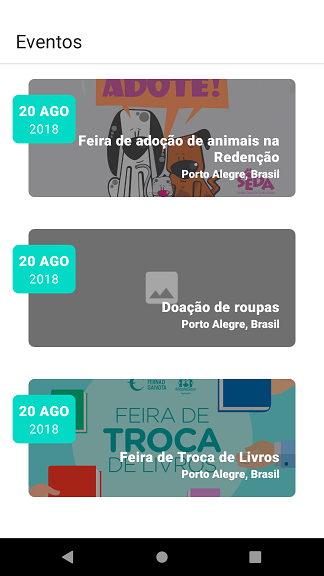 Eventos
ADOTE!
20 AGO
2018
Feira de adoção de animais na
Redenção
Porto Alegre, Brasil
SEDA
20 AGO
2018
Doação de roupas
Porto Alegre, Brasil
FERNÃO
GAIVOTA
20 AGO
2018
FEIRA DE
TROCA
DE LIVROS
Feira de Troca de Livros
Porto Alegre, Brasil